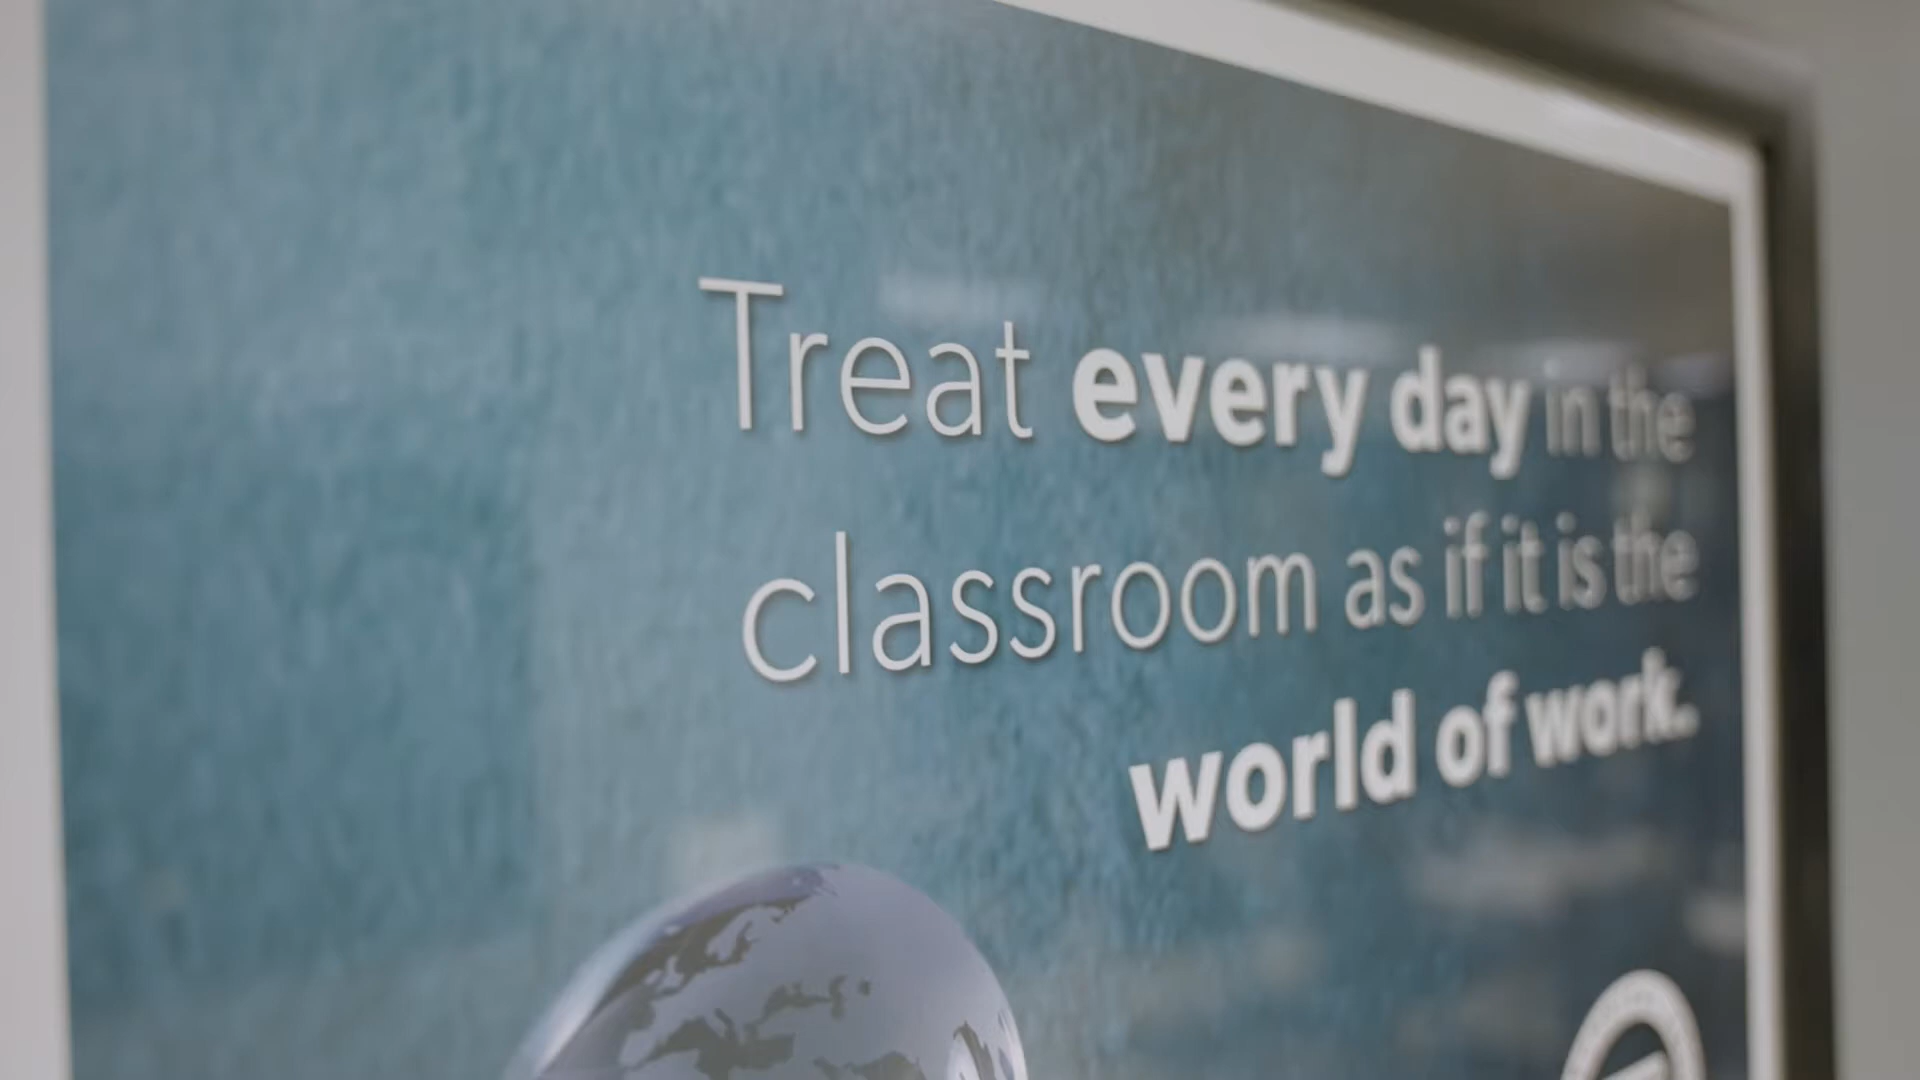 Treat every day in the
classroom as if it is the
world of work.